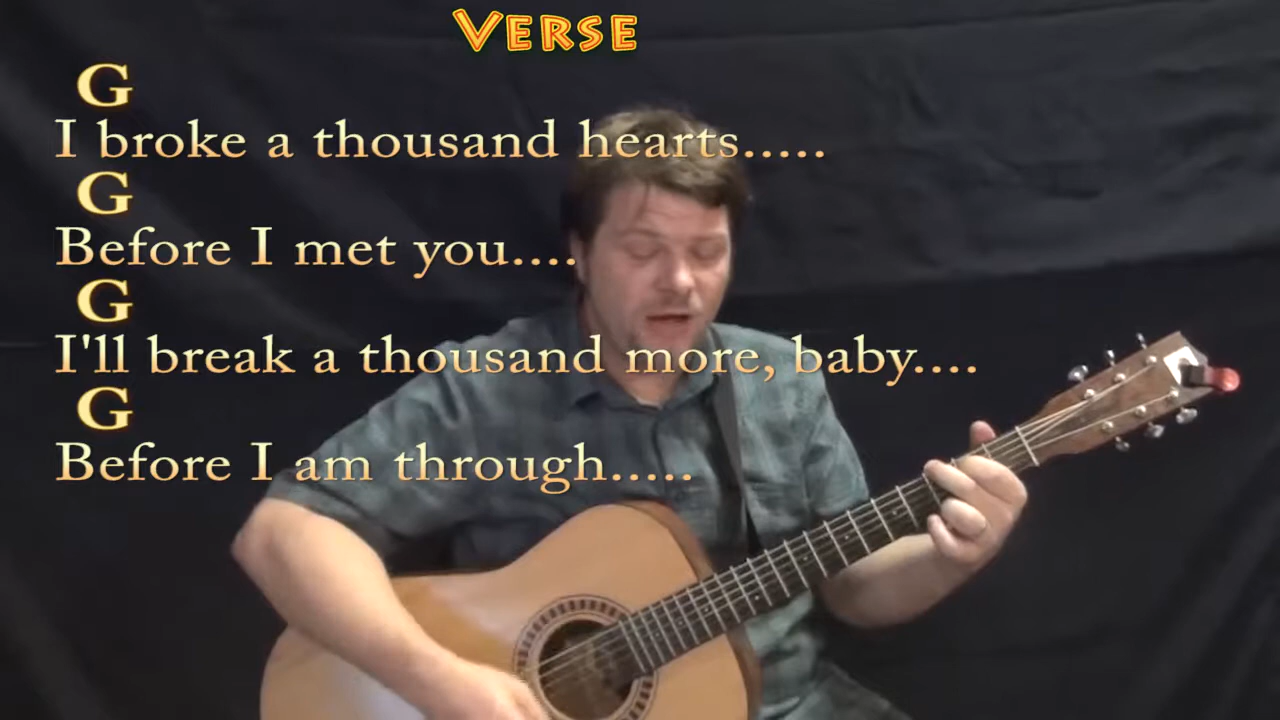 VERSE
G
I broke a thousand hearts.....
G
Before I met you....
G
I'll break a thousand more, baby....
G
Before I am through.....